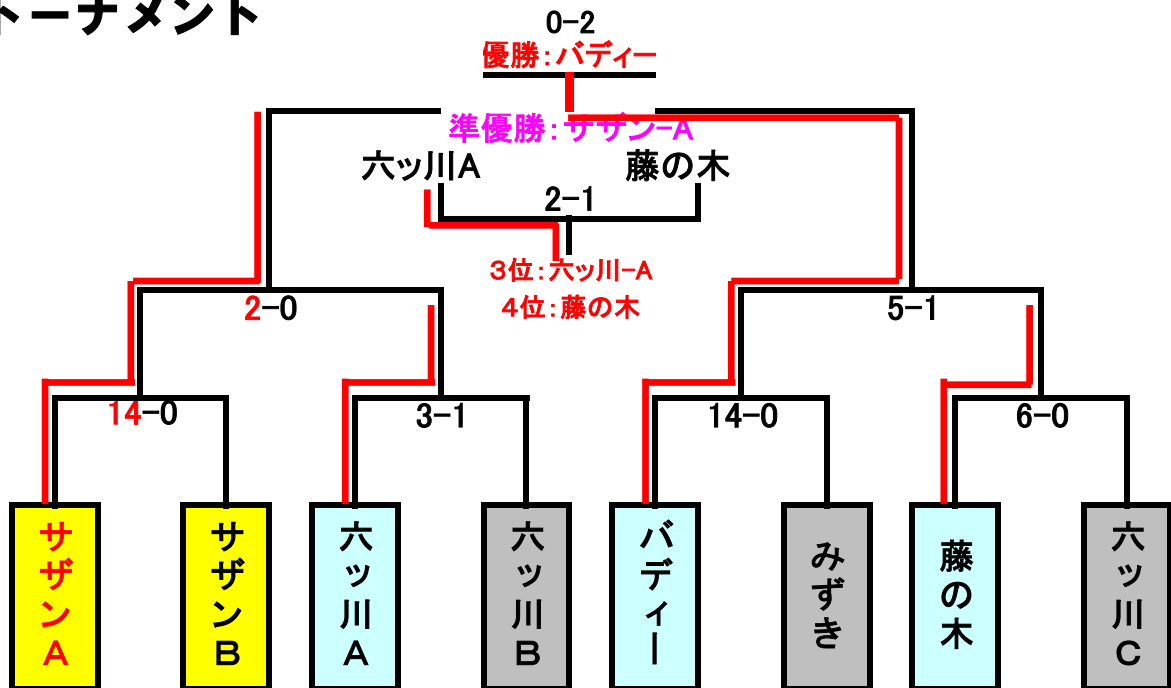 トーナメント
0-2
優勝:バディー
準優勝:サザン-A
六ッ川A
藤の木
2-1
3位:六ッ川-A
4位:藤の木
2-0
5-1
14-0
3-1
14-0
6-0
サザンA
サザンB
六ッ川A
六ッ川B
バディー
みずき
藤の木
六ッ川C